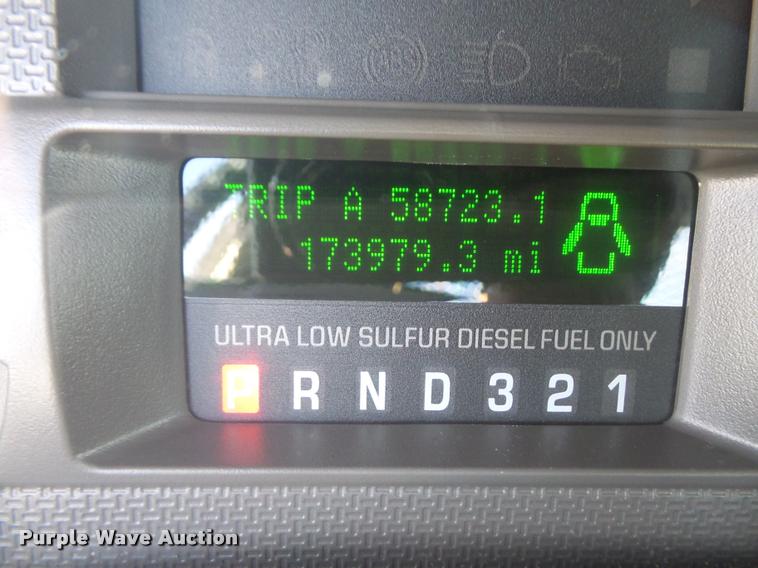 TRIP A 58723.1
173979.3 mi
ULTRA LOW SULFUR DIESEL FUEL ONLY
P R N D 3 2 1
Purple Wave Auction